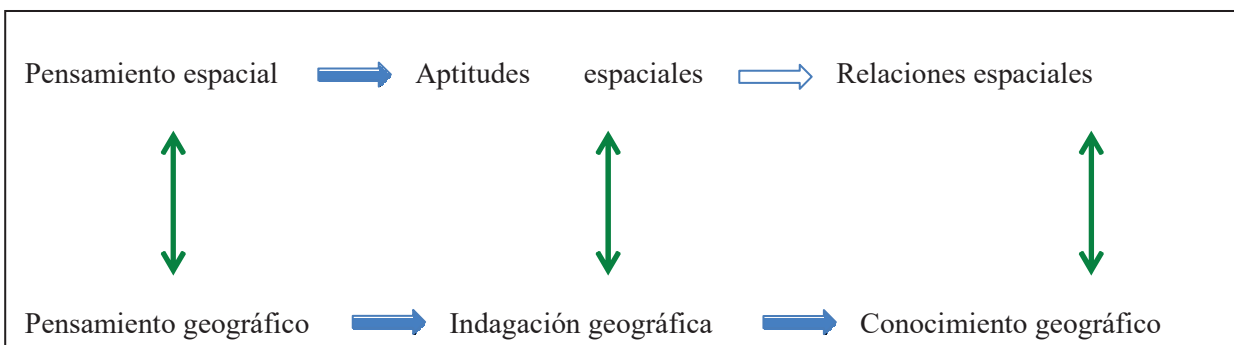 Pensamiento espacial Aptitudes espaciales Relaciones espaciales
Pensamiento geográfico Indagación geográfica Conocimiento geográfico